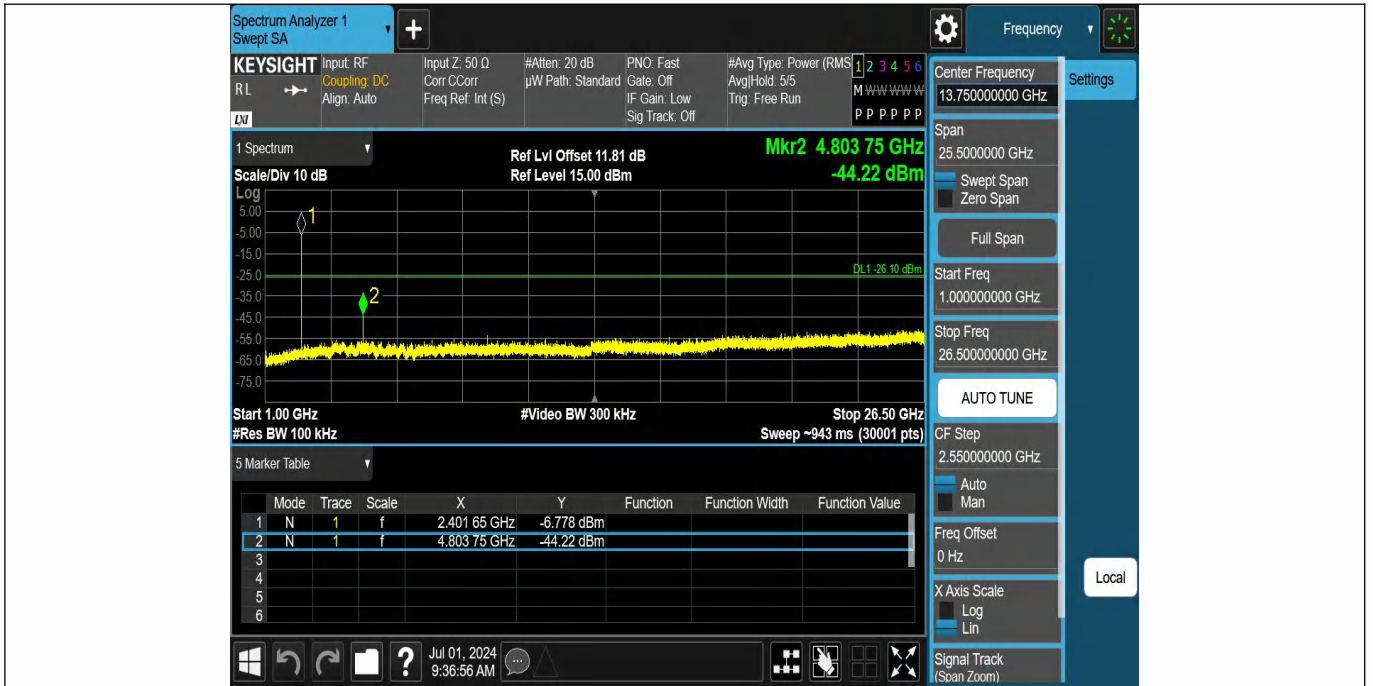 Spectrum Analyzer 1
Swept SA
+
Frequency
KEYSIGHT
RL
LXI
Input: RF
Coupling: DC
Align: Auto
Input Z: 50 Ω
Corr CCorr
Freq Ref: Int (S)
#Atten: 20 dB
µW Path: Standard
PNO: Fast
Gate: Off
IF Gain: Low
Sig Track: Off
#Avg Type: Power (RMS
Avg|Hold: 5/5
Trig: Free Run
1 2 3 4 5 6
M W W W W W
P P P P P P
Center Frequency
13.750000000 GHz
Settings
1 Spectrum
Scale/Div 10 dB
Ref Lvl Offset 11.81 dB
Ref Level 15.00 dBm
Mkr2 4.803 75 GHz
-44.22 dBm
Log
5.00
-5.00
-15.0
-25.0
-35.0
-45.0
-55.0
-65.0
-75.0
1
2
DL1 -26.10 dBm
Start 1.00 GHz
#Res BW 100 kHz
#Video BW 300 kHz
Stop 26.50 GHz
Sweep ~943 ms (30001 pts)
Span
25.5000000 GHz
Swept Span
Zero Span
Full Span
Start Freq
1.000000000 GHz
Stop Freq
26.500000000 GHz
AUTO TUNE
CF Step
2.550000000 GHz
Auto
Man
Freq Offset
0 Hz
X Axis Scale
Log
Lin
Signal Track
(Span Zoom)
Local
5 Marker Table
Mode Trace Scale X Y Function Function Width Function Value
1 N 1 f 2.401 65 GHz -6.778 dBm
2 N 1 f 4.803 75 GHz -44.22 dBm
3
4
5
6
?
Jul 01, 2024
9:36:56 AM